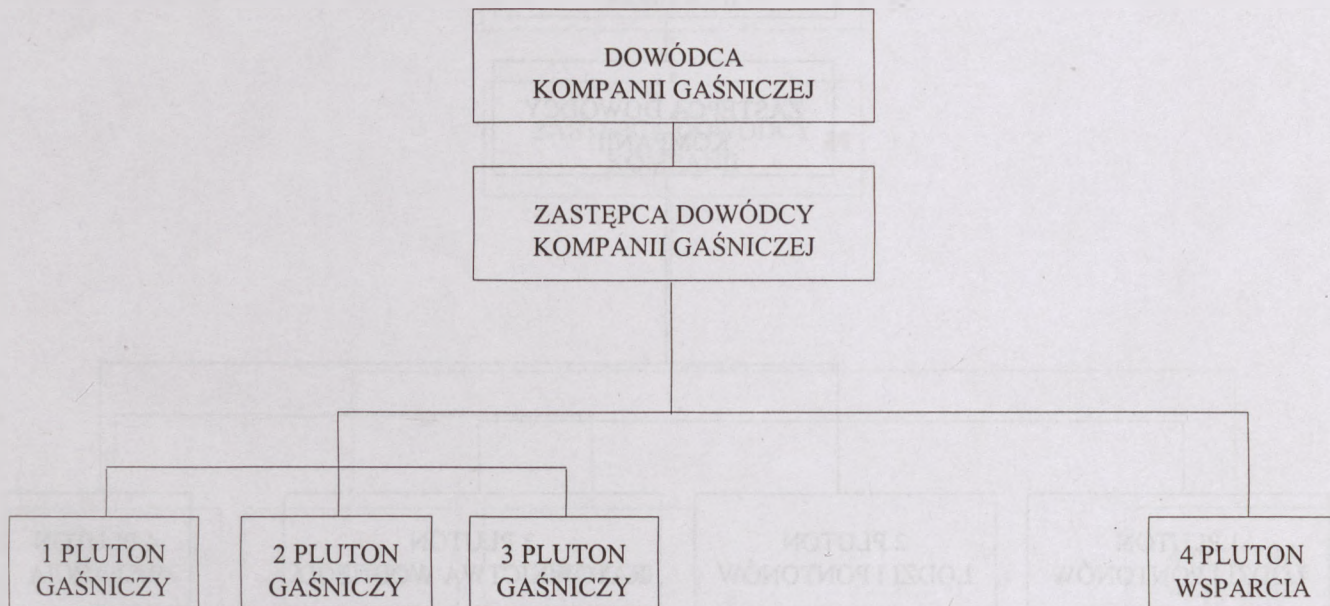 DOWÓDCA
KOMPANII GAŚNICZEJ
ZASTĘPCA DOWÓDCY
KOMPANII GAŚNICZEJ
1 PLUTON
GAŚNICZY
2 PLUTON
GAŚNICZY
3 PLUTON
GAŚNICZY
4 PLUTON
WSPARCIA